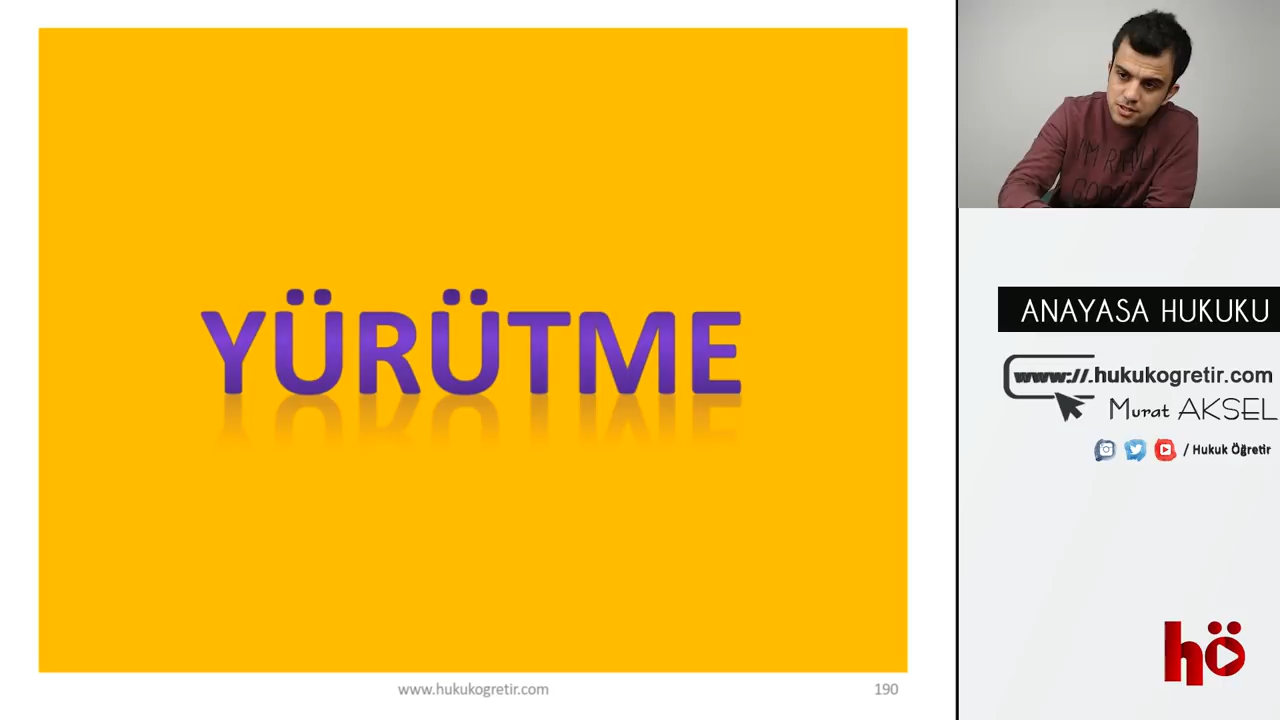 YÜRÜTME
www.hukukogretir.com
190
ANAYASA HUKUKU
www://.hukukogretir.com
Murat AKSEL
/ Hukuk Öğretir
hö